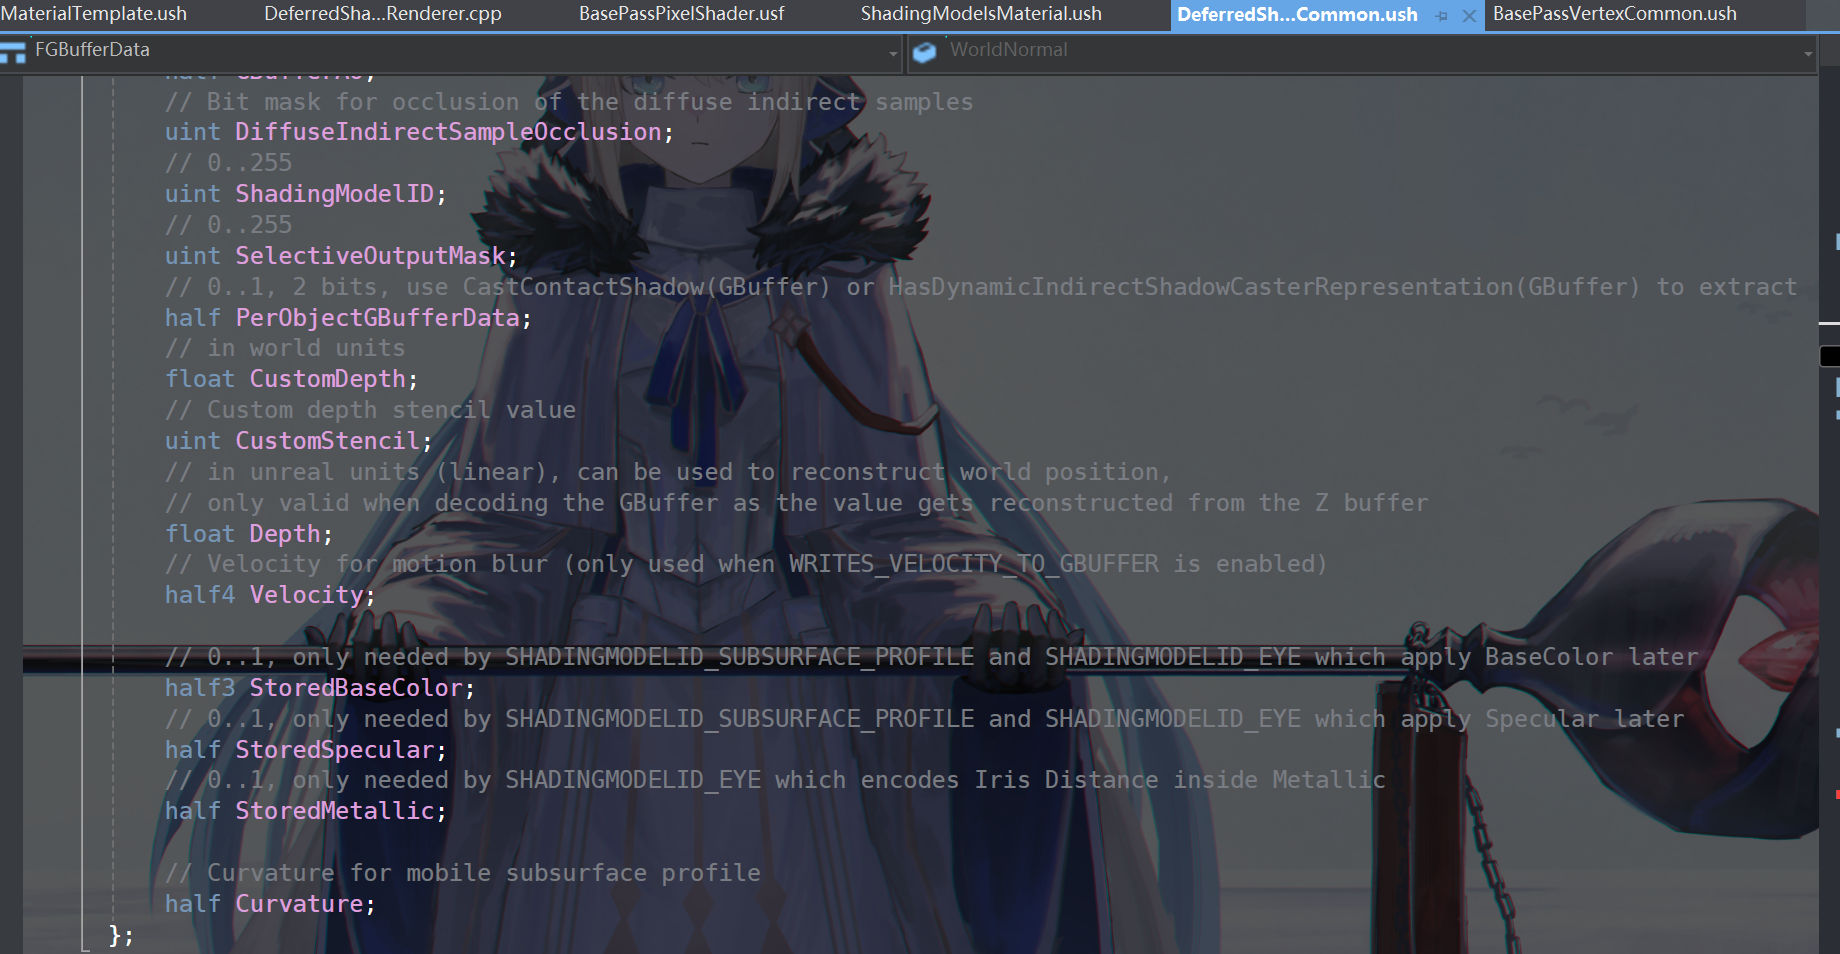 MaterialTemplate.ush DeferredSha...Renderer.cpp BasePassPixelShader.usf ShadingModelsMaterial.ush DeferredSh...Common.ush BasePassVertexCommon.ush
FGBufferData WorldNormal
half GBufferAO;
// Bit mask for occlusion of the diffuse indirect samples
uint DiffuseIndirectSampleOcclusion;
// 0..255
uint ShadingModelID;
// 0..255
uint SelectiveOutputMask;
// 0..1, 2 bits, use CastContactShadow(GBuffer) or HasDynamicIndirectShadowCasterRepresentation(GBuffer) to extract
half PerObjectGBufferData;
// in world units
float CustomDepth;
// Custom depth stencil value
uint CustomStencil;
// in unreal units (linear), can be used to reconstruct world position,
// only valid when decoding the GBuffer as the value gets reconstructed from the Z buffer
float Depth;
// Velocity for motion blur (only used when WRITES_VELOCITY_TO_GBUFFER is enabled)
half4 Velocity;
// 0..1, only needed by SHADINGMODELID_SUBSURFACE_PROFILE and SHADINGMODELID_EYE which apply BaseColor later
half3 StoredBaseColor;
// 0..1, only needed by SHADINGMODELID_SUBSURFACE_PROFILE and SHADINGMODELID_EYE which apply Specular later
half StoredSpecular;
// 0..1, only needed by SHADINGMODELID_EYE which encodes Iris Distance inside Metallic
half StoredMetallic;
// Curvature for mobile subsurface profile
half Curvature;
};